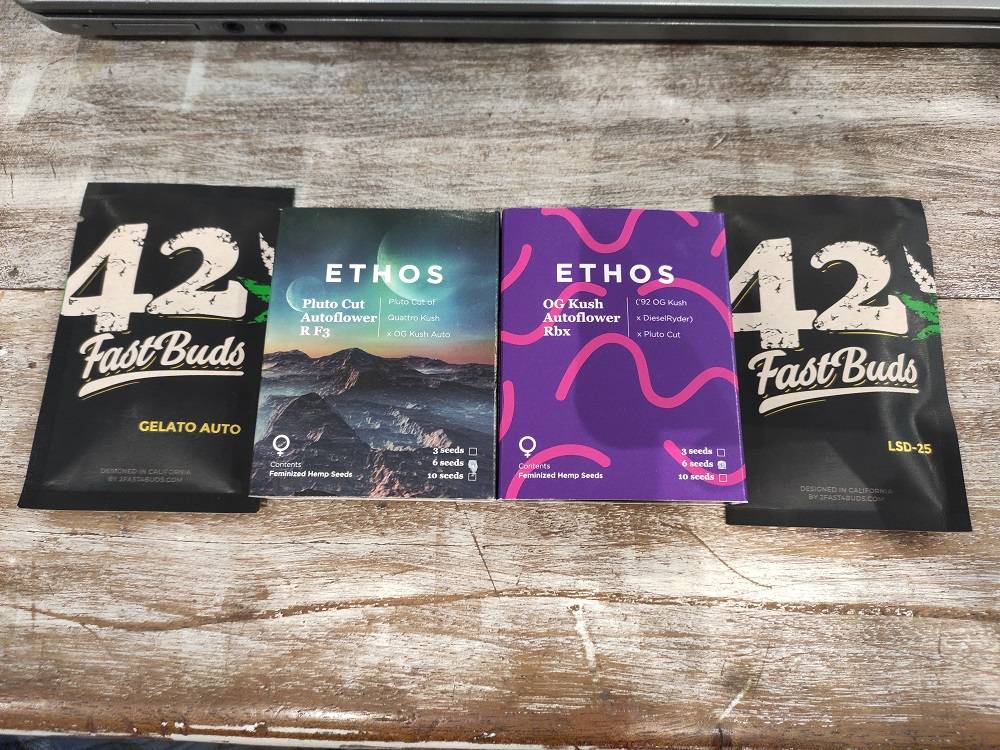 42
FastBuds
GELATO AUTO
DESIGNED IN CALIFORNIA
BY 2FAST4BUDS.COM
ETHOS
Pluto Cut
Autoflower
R F3
Pluto Cut of
Quattro Kush
x OG Kush Auto
Contents
Feminized Hemp Seeds
3 seeds
6 seeds
10 seeds
ETHOS
OG Kush
Autoflower
Rbx
('92 OG Kush
x DieselRyder)
x Pluto Cut
Contents
Feminized Hemp Seeds
3 seeds
6 seeds
10 seeds
42
FastBuds
LSD-25
DESIGNED IN CALIFORNIA
BY 2FAST4BUDS.COM